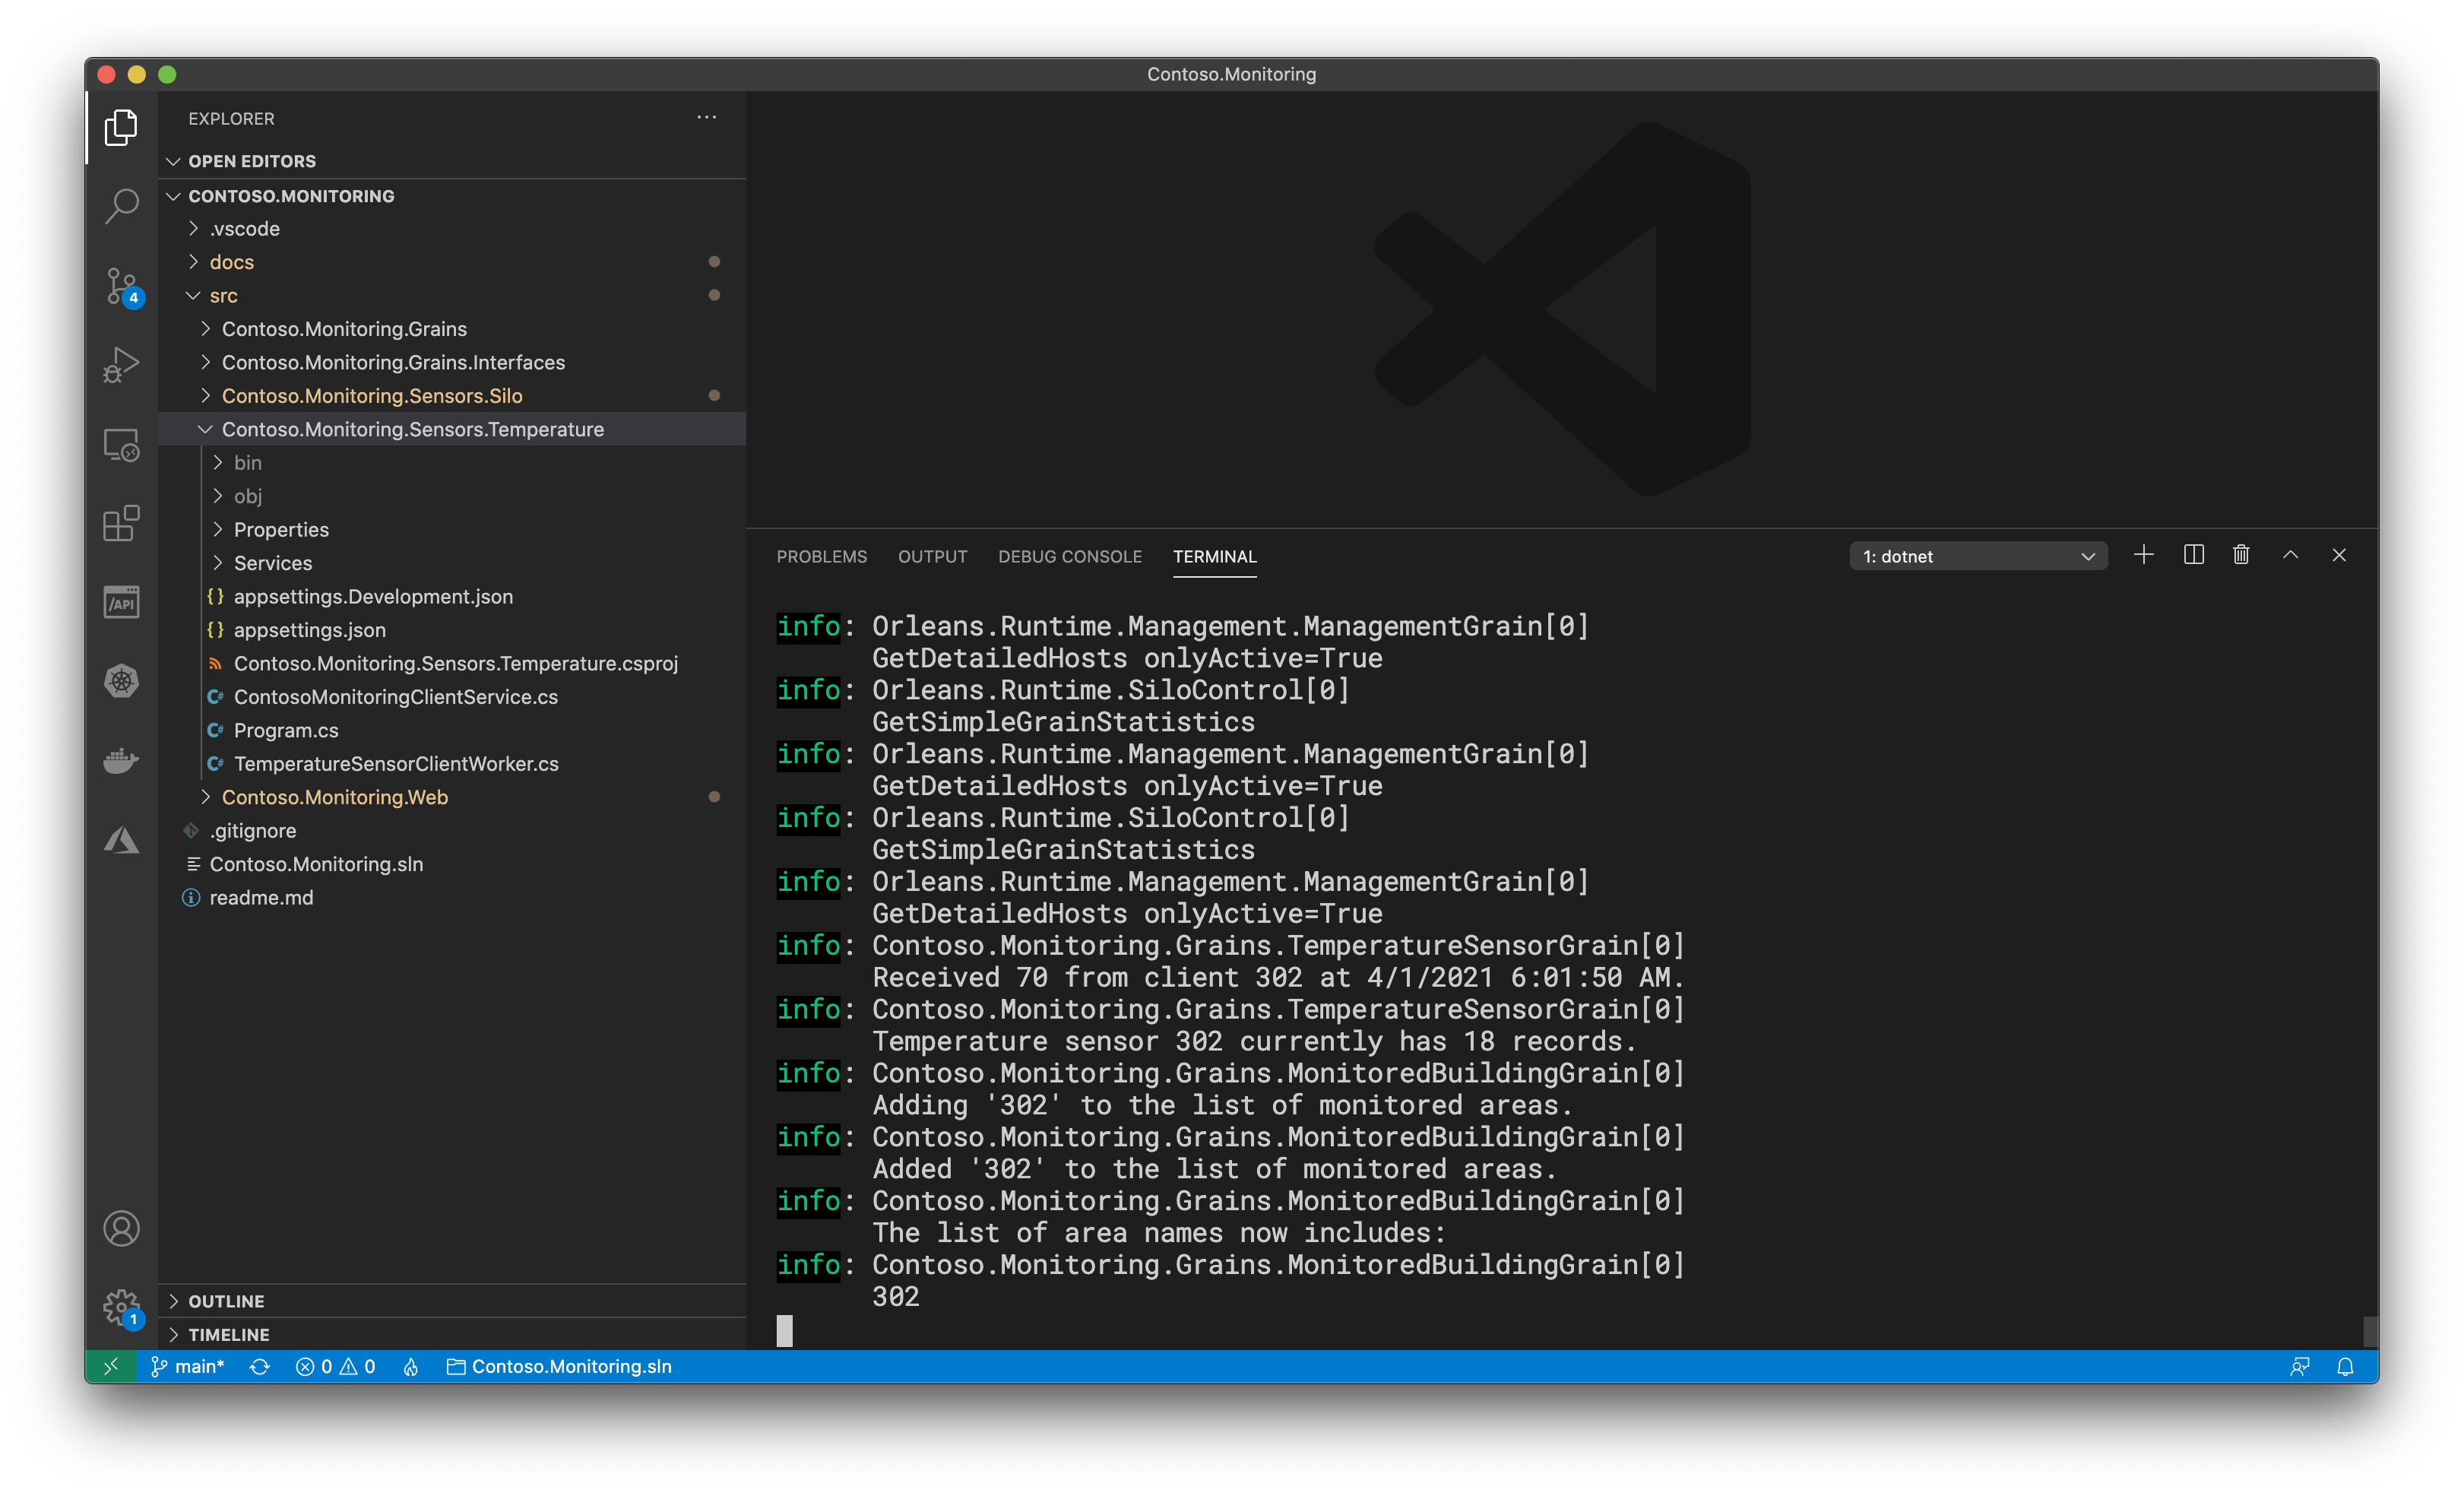 Contoso.Monitoring
EXPLORER
OPEN EDITORS
CONTOSO.MONITORING
.vscode
docs
src
4
Contoso.Monitoring.Grains
Contoso.Monitoring.Grains.Interfaces
Contoso.Monitoring.Sensors.Silo
Contoso.Monitoring.Sensors.Temperature
bin
obj
Properties
Services
{} appsettings.Development.json
/API
{} appsettings.json
Contoso.Monitoring.Sensors.Temperature.csproj
C# ContosoMonitoringClientService.cs
C# Program.cs
C# TemperatureSensorClientWorker.cs
Contoso.Monitoring.Web
.gitignore
Contoso.Monitoring.sln
readme.md
OUTLINE
1
TIMELINE
PROBLEMS OUTPUT DEBUG CONSOLE TERMINAL 1: dotnet
info: Orleans.Runtime.Management.ManagementGrain[0]
GetDetailedHosts onlyActive=True
info: Orleans.Runtime.SiloControl[0]
GetSimpleGrainStatistics
info: Orleans.Runtime.Management.ManagementGrain[0]
GetDetailedHosts onlyActive=True
info: Orleans.Runtime.SiloControl[0]
GetSimpleGrainStatistics
info: Orleans.Runtime.Management.ManagementGrain[0]
GetDetailedHosts onlyActive=True
info: Contoso.Monitoring.Grains.TemperatureSensorGrain[0]
Received 70 from client 302 at 4/1/2021 6:01:50 AM.
info: Contoso.Monitoring.Grains.TemperatureSensorGrain[0]
Temperature sensor 302 currently has 18 records.
info: Contoso.Monitoring.Grains.MonitoredBuildingGrain[0]
Adding '302' to the list of monitored areas.
info: Contoso.Monitoring.Grains.MonitoredBuildingGrain[0]
Added '302' to the list of monitored areas.
info: Contoso.Monitoring.Grains.MonitoredBuildingGrain[0]
The list of area names now includes:
info: Contoso.Monitoring.Grains.MonitoredBuildingGrain[0]
302
main* 0 0 Contoso.Monitoring.sln